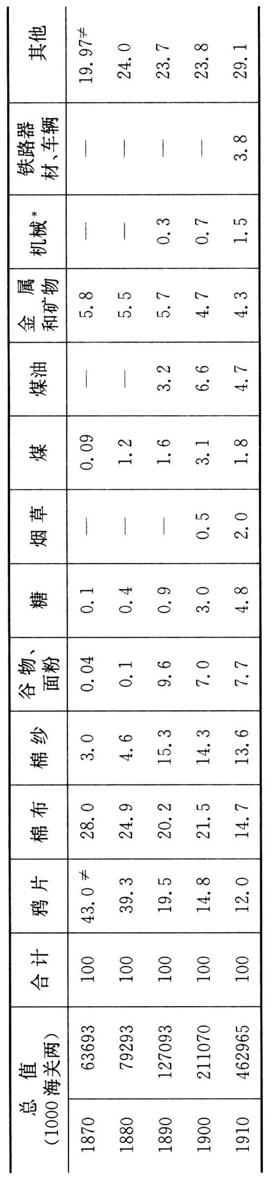 总 值 (1000海关两) 合计 鸦片 棉布 棉纱 谷物、面粉 糖 烟草 煤 煤油 金属和矿物 机械* 铁路器材、车辆 其他
1870 63693 100 43.0≠ 28.0 3.0 0.04 0.1 — 0.09 — 5.8 — — 19.97≠
1880 79293 100 39.3 24.9 4.6 0.1 0.4 — 1.2 — 5.5 — — 24.0
1890 127093 100 19.5 20.2 15.3 9.6 0.9 — 1.6 3.2 5.7 0.3 — 23.7
1900 211070 100 14.8 21.5 14.3 7.0 3.0 0.5 3.1 6.6 4.7 0.7 — 23.8
1910 462965 100 12.0 14.7 13.6 7.7 4.8 2.0 1.8 4.7 4.3 1.5 3.8 29.1